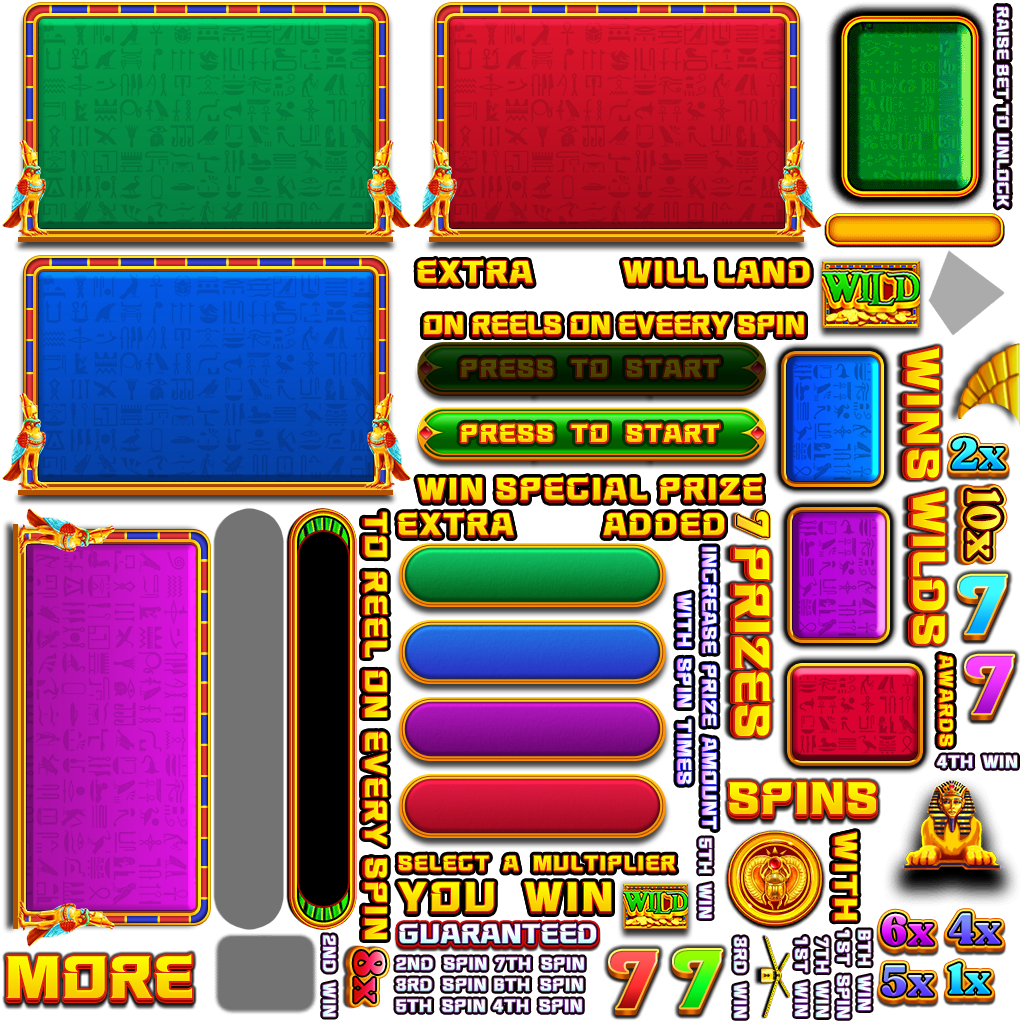 RAISE BET TO UNLOCK
EXTRA
WILL LAND
WILD
ON REELS ON EVEERY SPIN
PRESS TO START
PRESS TO START
WINS
2x
WIN SPECIAL PRIZE
WILDS
10x
TO REEL ON EVERY SPIN
EXTRA
ADDED
7
PRIZES
INCREASE PRIZE AMOUNT
WITH SPIN TIMES
7
7
AWARDS
4TH WIN
SPINS
SELECT A MULTIPLIER
YOU WIN
WILD
5TH WIN
WITH
GUARANTEED
6x
4x
MORE
2ND WIN
8x
2ND SPIN 7TH SPIN
3RD SPIN 6TH SPIN
5TH SPIN 4TH SPIN
7
7
3RD WIN
1ST WIN
7TH WIN
1ST SPIN
6TH WIN
5x
1x